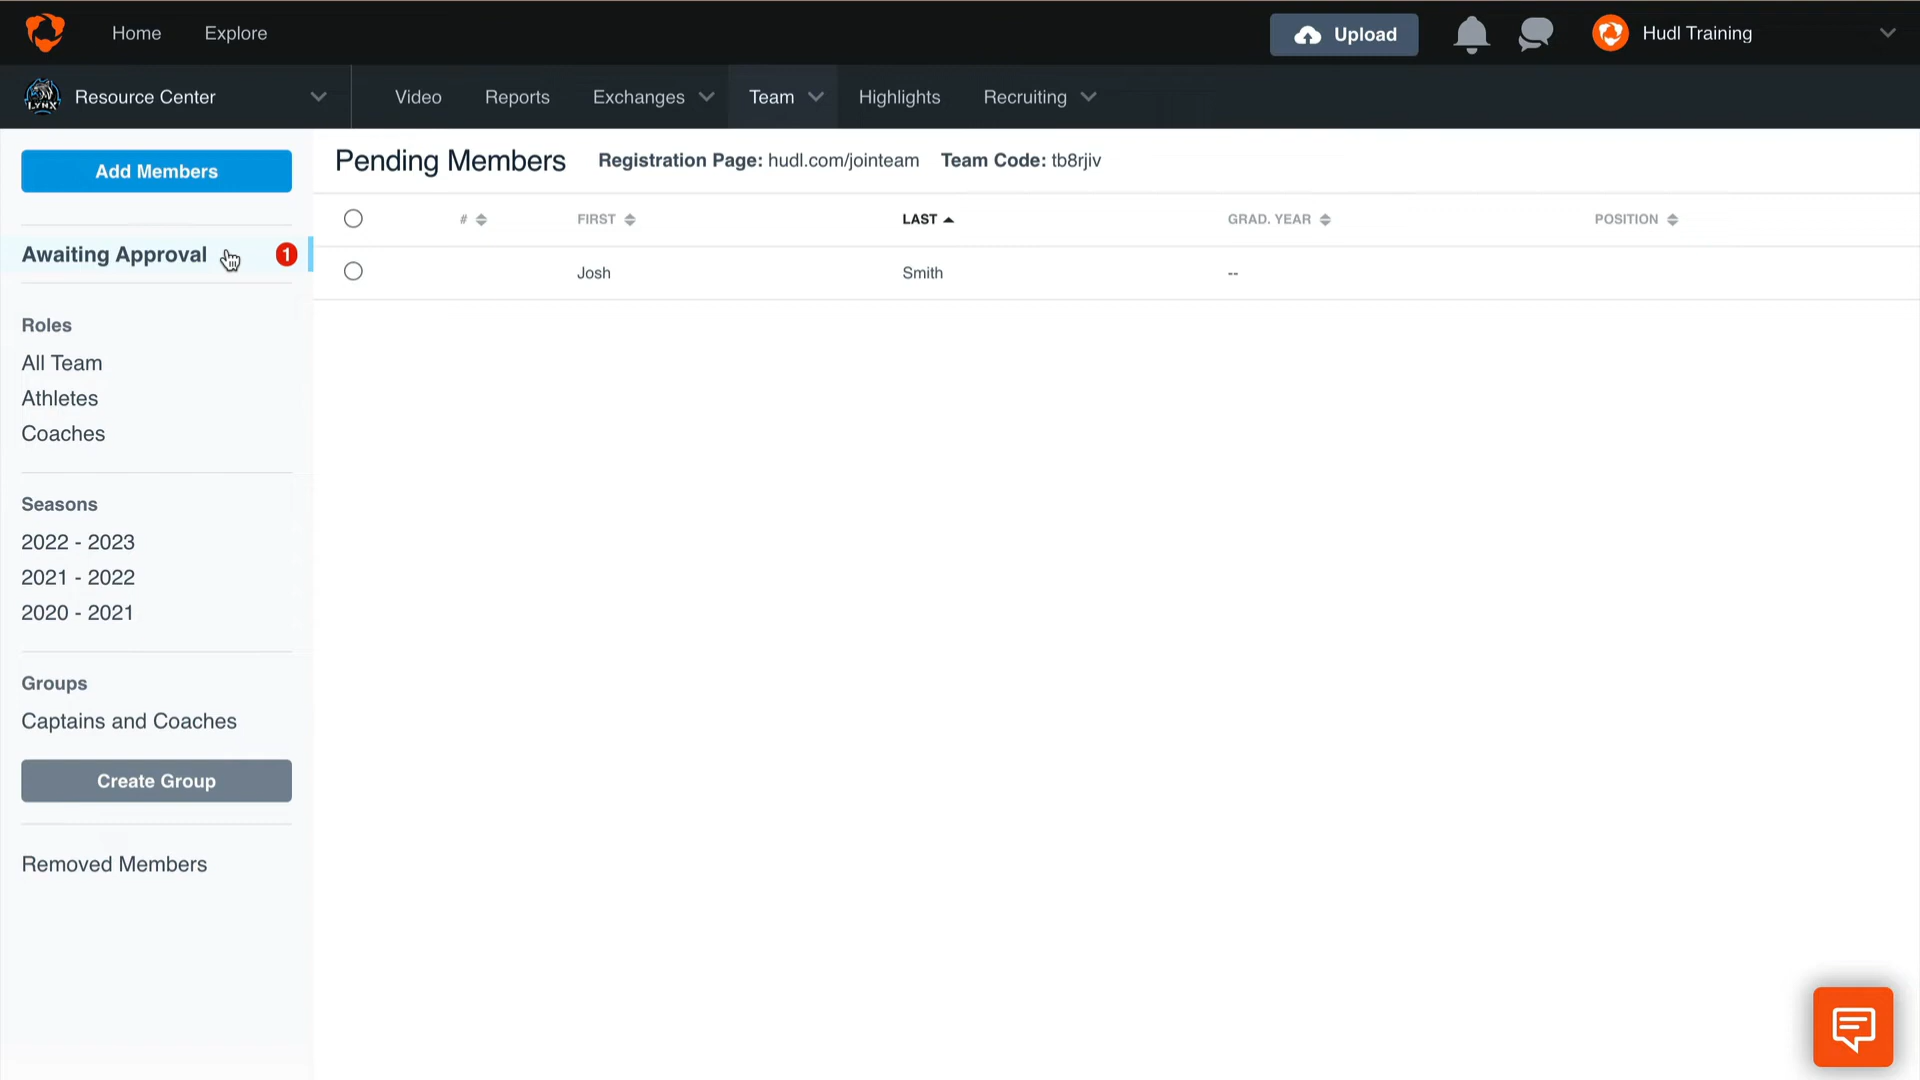 Home Explore Upload Hudl Training
LYNX Resource Center Video Reports Exchanges Team Highlights Recruiting
Add Members
Pending Members Registration Page: hudl.com/jointeam Team Code: tb8rjiv
# FIRST LAST GRAD. YEAR POSITION
Awaiting Approval 1
Josh Smith --
Roles
All Team
Athletes
Coaches
Seasons
2022 - 2023
2021 - 2022
2020 - 2021
Groups
Captains and Coaches
Create Group
Removed Members